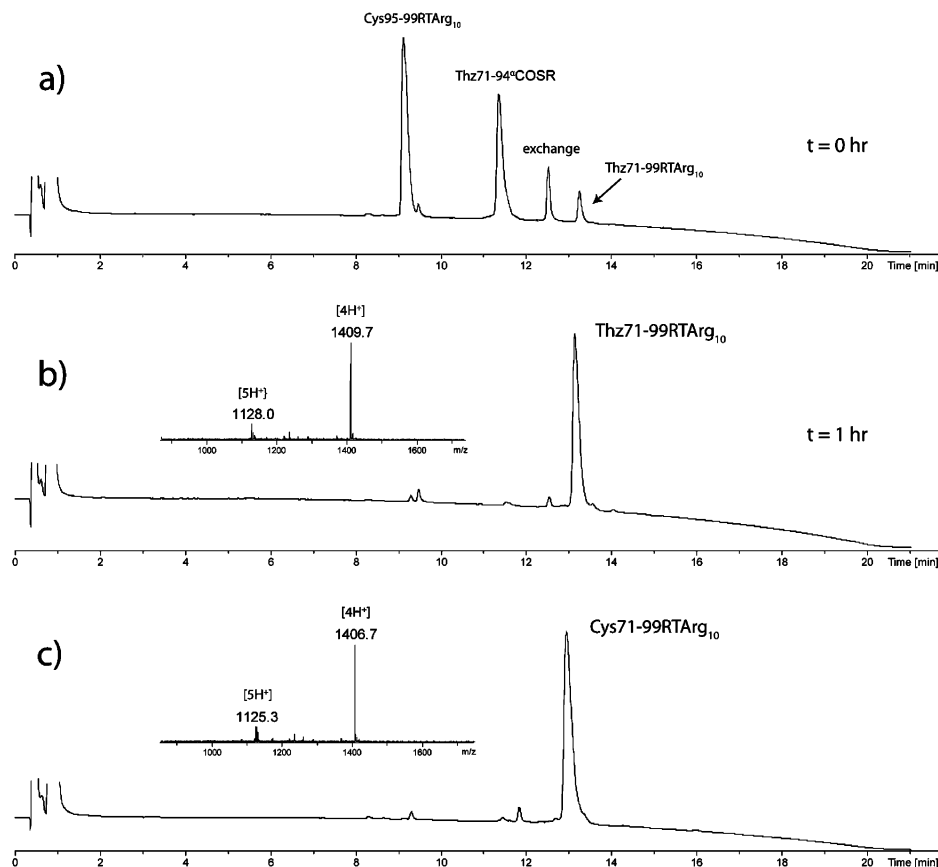 Cys95-99RTArg₁₀
a)
Thz71-94ᵅCOSR
exchange
t = 0 hr
Thz71-99RTArg₁₀
0 2 4 6 8 10 12 14 16 18 20 Time [min]
[4H⁺]
1409.7
Thz71-99RTArg₁₀
b)
[5H⁺}
1128.0
t = 1 hr
1000 1200 1400 1600 m/z
0 2 4 6 8 10 12 14 16 18 20 Time [min]
[4H⁺]
1406.7
Cys71-99RTArg₁₀
c)
[5H⁺]
1125.3
1000 1200 1400 1600 m/z
0 2 4 6 8 10 12 14 16 18 20 Time [min]